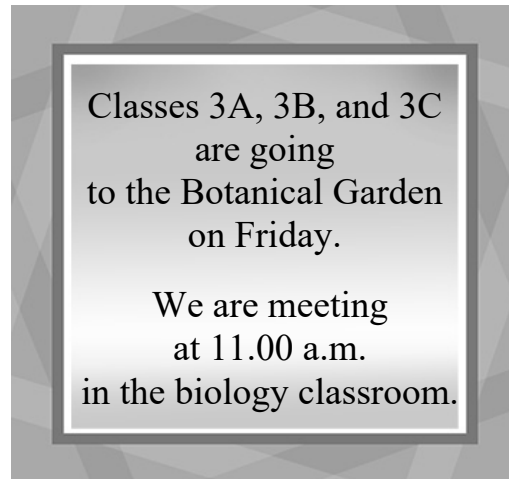 Classes 3A, 3B, and 3C
are going
to the Botanical Garden
on Friday.
We are meeting
at 11.00 a.m.
in the biology classroom.